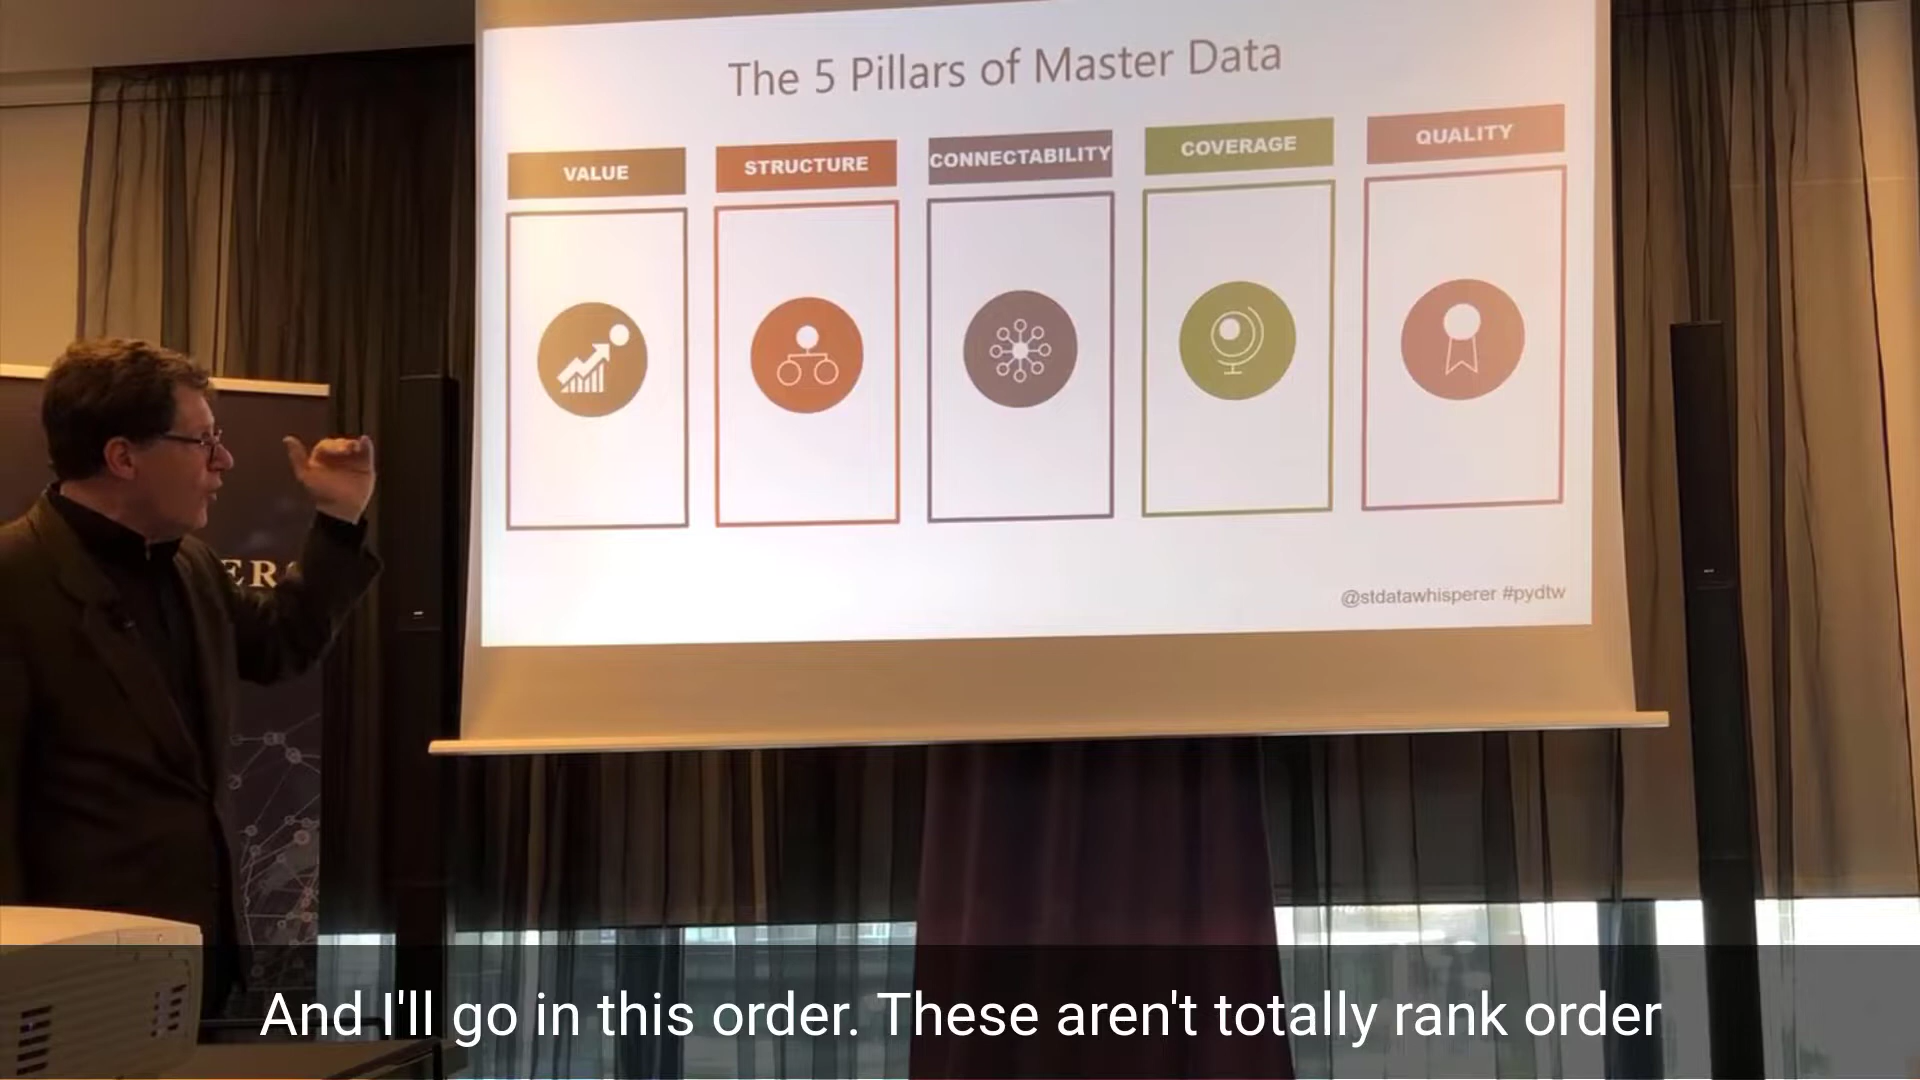 The 5 Pillars of Master Data
VALUE
STRUCTURE
CONNECTABILITY
COVERAGE
QUALITY
@stdatawhisperer #pydtw
ER
And I'll go in this order. These aren't totally rank order